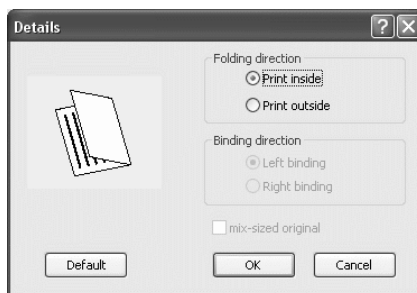 Details
Folding direction
Print inside
Print outside
Binding direction
Left binding
Right binding
mix-sized original
Default
OK
Cancel